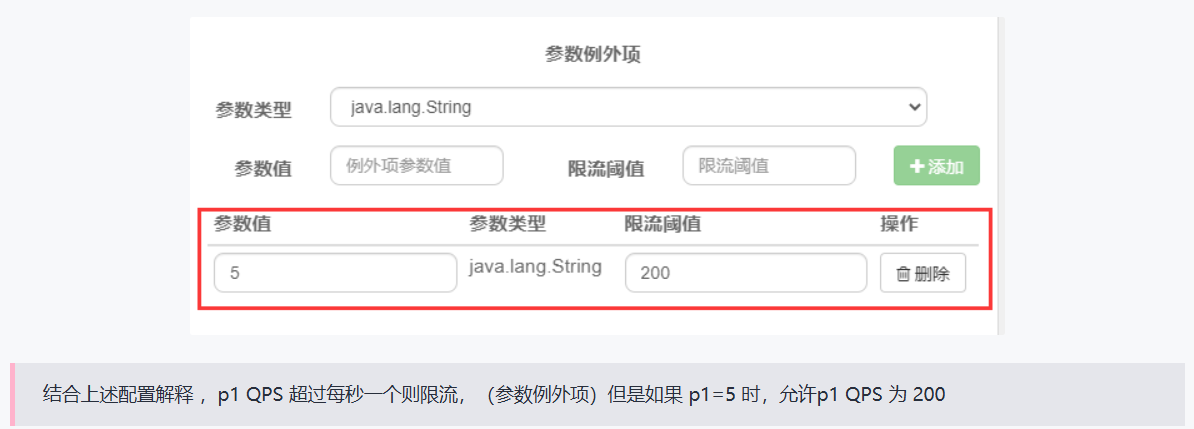 参数例外项
参数类型 java.lang.String
参数值 例外项参数值 限流阈值 限流阈值 添加
参数值 参数类型 限流阈值 操作
5 java.lang.String 200 删除
结合上述配置解释 ，p1 QPS 超过每秒一个则限流，（参数例外项）但是如果 p1=5 时，允许p1 QPS 为 200